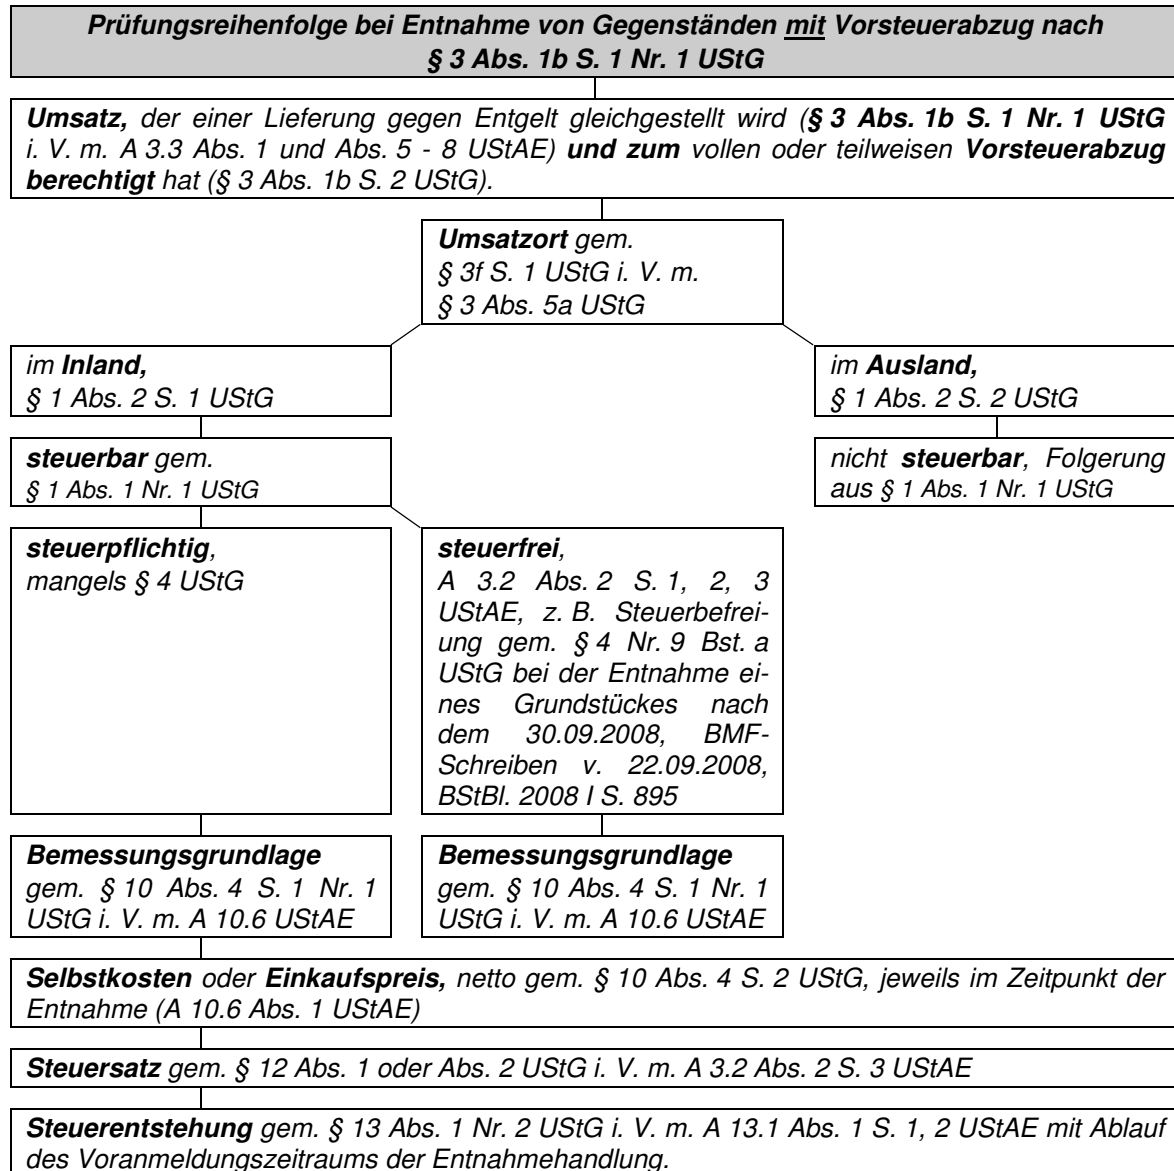 Prüfungsreihenfolge bei Entnahme von Gegenständen mit Vorsteuerabzug nach
§ 3 Abs. 1b S. 1 Nr. 1 UStG
Umsatz, der einer Lieferung gegen Entgelt gleichgestellt wird (§ 3 Abs. 1b S. 1 Nr. 1 UStG
i. V. m. A 3.3 Abs. 1 und Abs. 5 - 8 UStAE) und zum vollen oder teilweisen Vorsteuerabzug
berechtigt hat (§ 3 Abs. 1b S. 2 UStG).
Umsatzort gem.
§ 3f S. 1 UStG i. V. m.
§ 3 Abs. 5a UStG
im Inland,
§ 1 Abs. 2 S. 1 UStG
im Ausland,
§ 1 Abs. 2 S. 2 UStG
steuerbar gem.
§ 1 Abs. 1 Nr. 1 UStG
nicht steuerbar, Folgerung
aus § 1 Abs. 1 Nr. 1 UStG
steuerpflichtig,
mangels § 4 UStG
steuerfrei,
A 3.2 Abs. 2 S. 1, 2, 3
UStAE, z. B. Steuerbefrei-
ung gem. § 4 Nr. 9 Bst. a
UStG bei der Entnahme ei-
nes Grundstückes nach
dem 30.09.2008, BMF-
Schreiben v. 22.09.2008,
BStBl. 2008 I S. 895
Bemessungsgrundlage
gem. § 10 Abs. 4 S. 1 Nr. 1
UStG i. V. m. A 10.6 UStAE
Bemessungsgrundlage
gem. § 10 Abs. 4 S. 1 Nr. 1
UStG i. V. m. A 10.6 UStAE
Selbstkosten oder Einkaufspreis, netto gem. § 10 Abs. 4 S. 2 UStG, jeweils im Zeitpunkt der
Entnahme (A 10.6 Abs. 1 UStAE)
Steuersatz gem. § 12 Abs. 1 oder Abs. 2 UStG i. V. m. A 3.2 Abs. 2 S. 3 UStAE
Steuerentstehung gem. § 13 Abs. 1 Nr. 2 UStG i. V. m. A 13.1 Abs. 1 S. 1, 2 UStAE mit Ablauf
des Voranmeldungszeitraums der Entnahmehandlung.